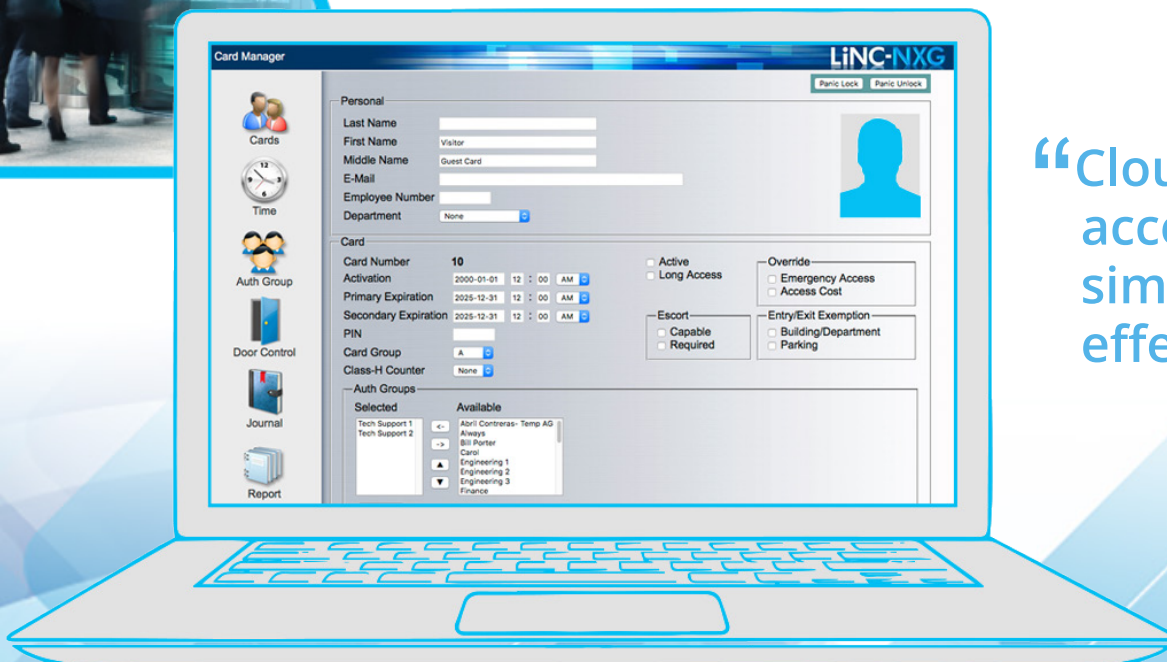 Card Manager
LiNC-NXG
Panic Lock Panic Unlock
Cards
Time
Auth Group
Door Control
Journal
Report
Personal
Last Name
First Name Visitor
Middle Name Guest Card
E-Mail
Employee Number
Department None
Card
Card Number 10
Activation 2000-01-01 12 : 00 AM
Primary Expiration 2025-12-31 12 : 00 AM
Secondary Expiration 2025-12-31 12 : 00 AM
PIN
Card Group A
Class-H Counter None
Active
Long Access
Override
Emergency Access
Access Cost
Escort
Capable
Required
Entry/Exit Exemption
Building/Department
Parking
Auth Groups
Selected
Tech Support 1
Tech Support 2
<-
->
▲
▼
Available
Abril Contreras- Temp AG
Always
Bill Porter
Carol
Engineering 1
Engineering 2
Engineering 3
Finance
“Clou
acce
sim
effe